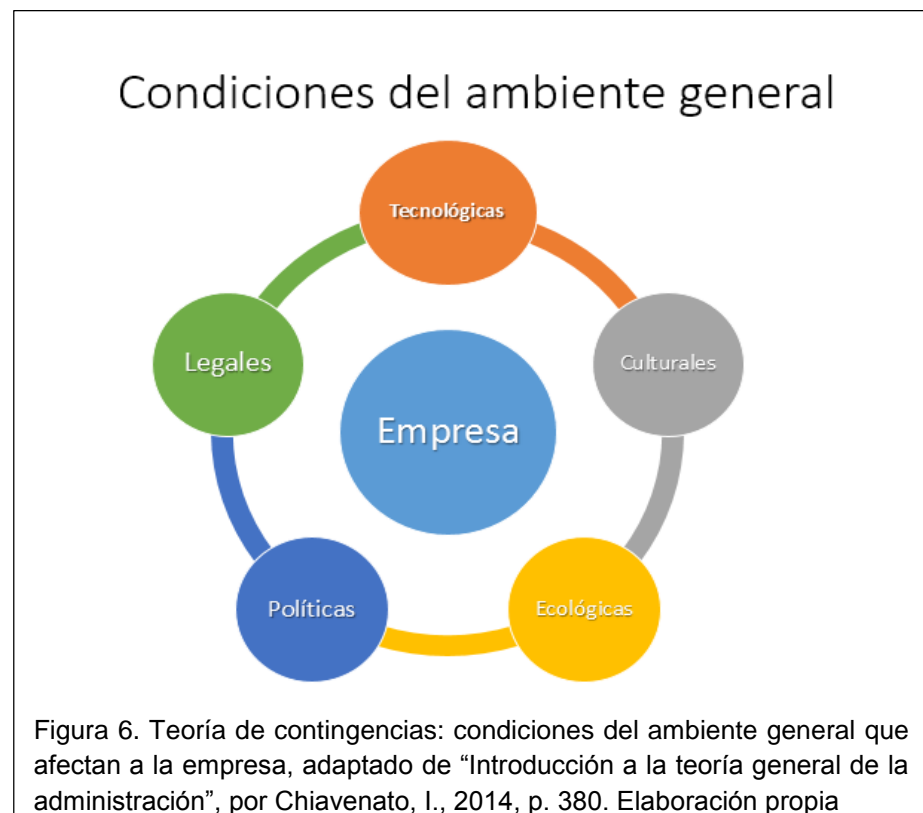 Condiciones del ambiente general
Tecnológicas
Legales
Culturales
Empresa
Políticas
Ecológicas
Figura 6. Teoría de contingencias: condiciones del ambiente general que
afectan a la empresa, adaptado de “Introducción a la teoría general de la
administración”, por Chiavenato, I., 2014, p. 380. Elaboración propia